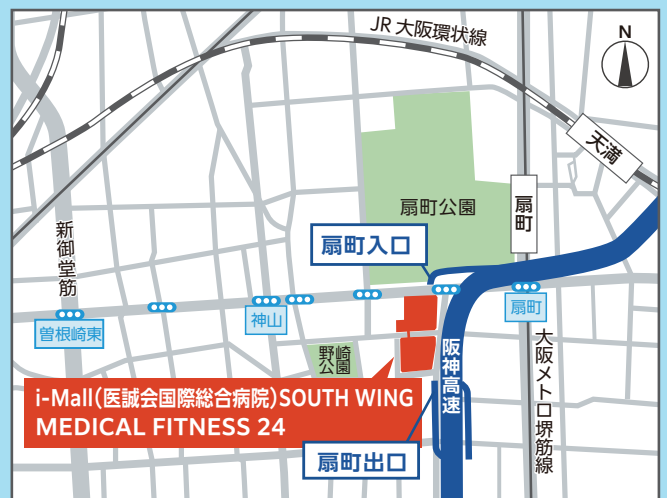 JR 大阪環状線
N
天満
扇町公園
扇町
新御堂筋
扇町入口
扇町
神山
曽根崎東
野崎
公園
阪神高速
大阪メトロ堺筋線
i-Mall(医誠会国際総合病院)SOUTH WING
MEDICAL FITNESS 24
扇町出口